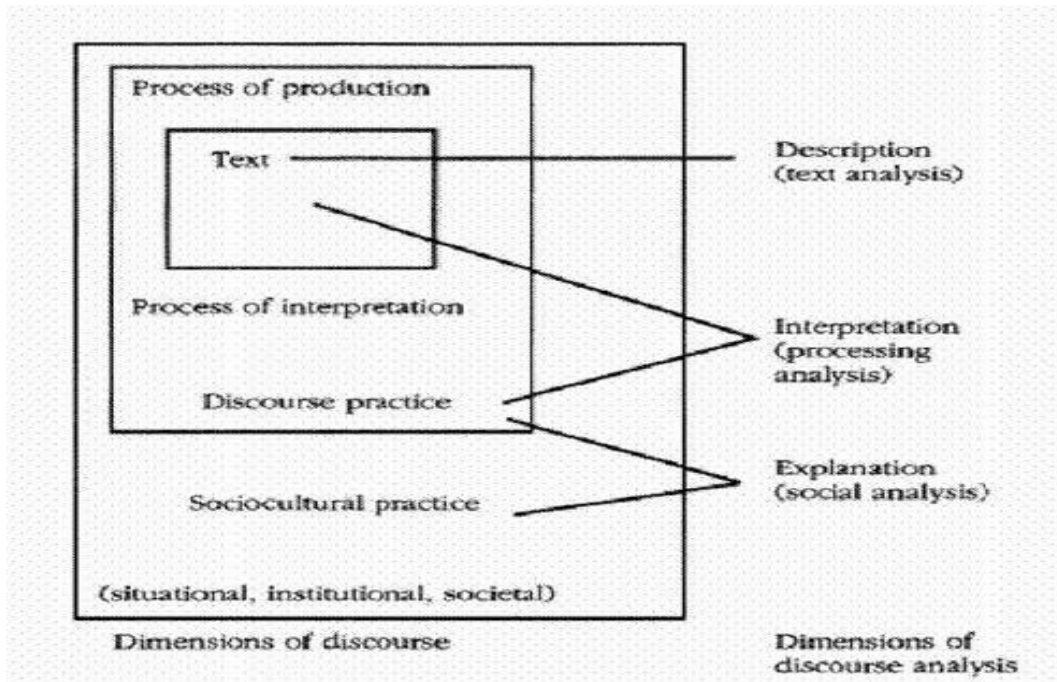 Process of production
Text
Description
(text analysis)
Process of interpretation
Interpretation
(processing
analysis)
Discourse practice
Explanation
(social analysis)
Sociocultural practice
(situational, institutional, societal)
Dimensions of discourse
Dimensions of
discourse analysis